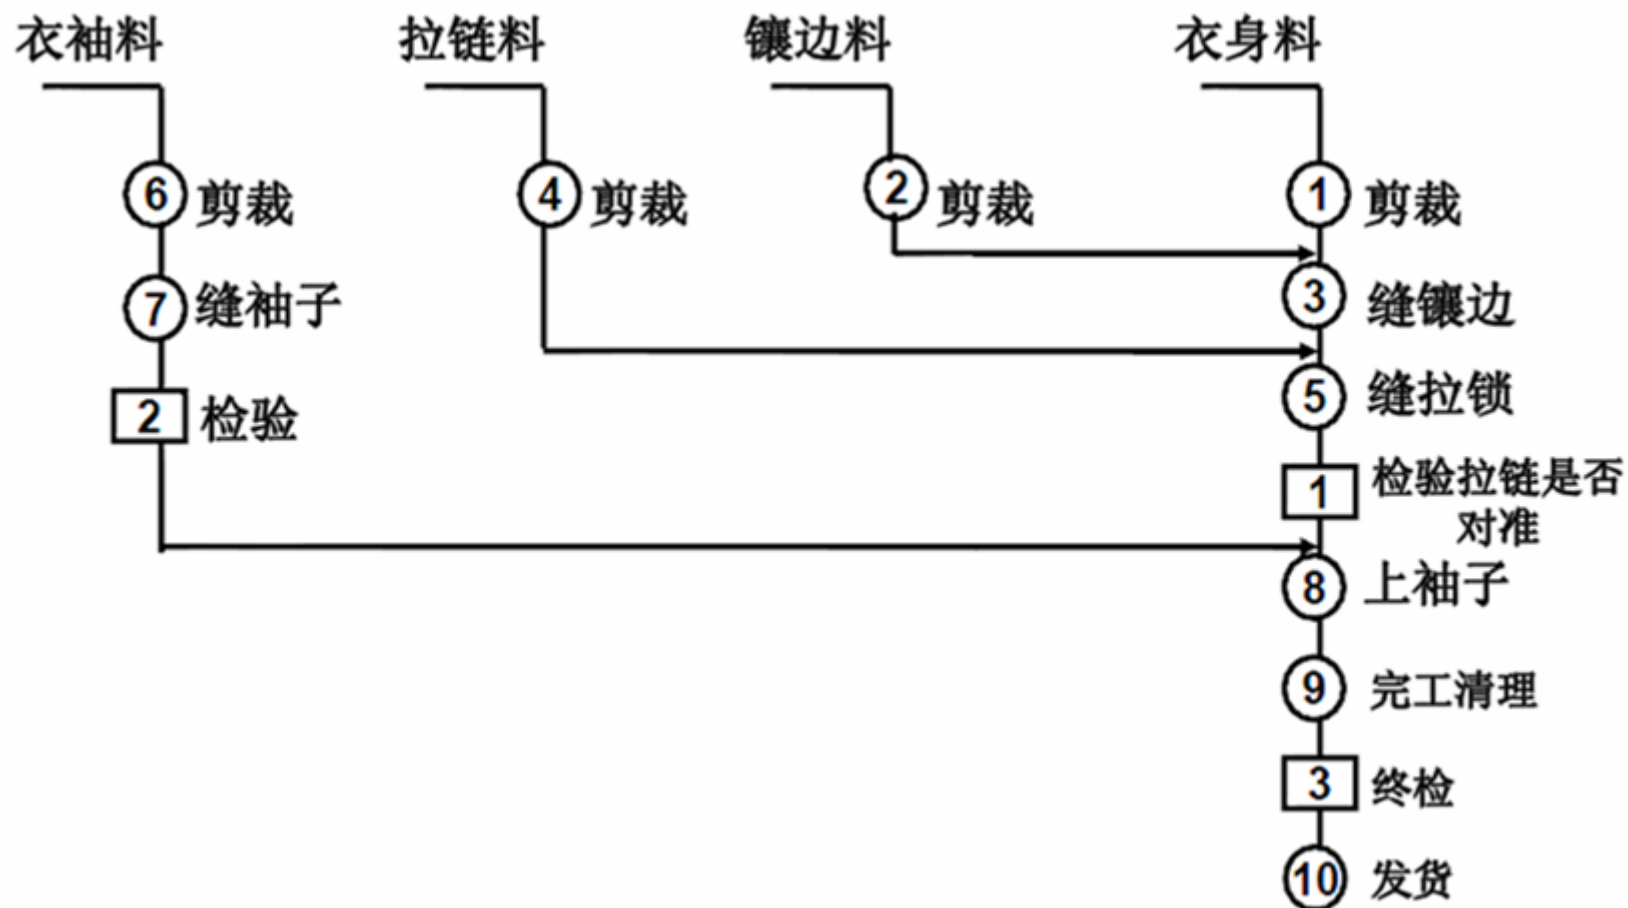 衣袖料
拉链料
镶边料
衣身料
6 剪裁
4 剪裁
2 剪裁
1 剪裁
7 缝袖子
3 缝镶边
5 缝拉锁
2 检验
1 检验拉链是否
对准
8 上袖子
9 完工清理
3 终检
10 发货